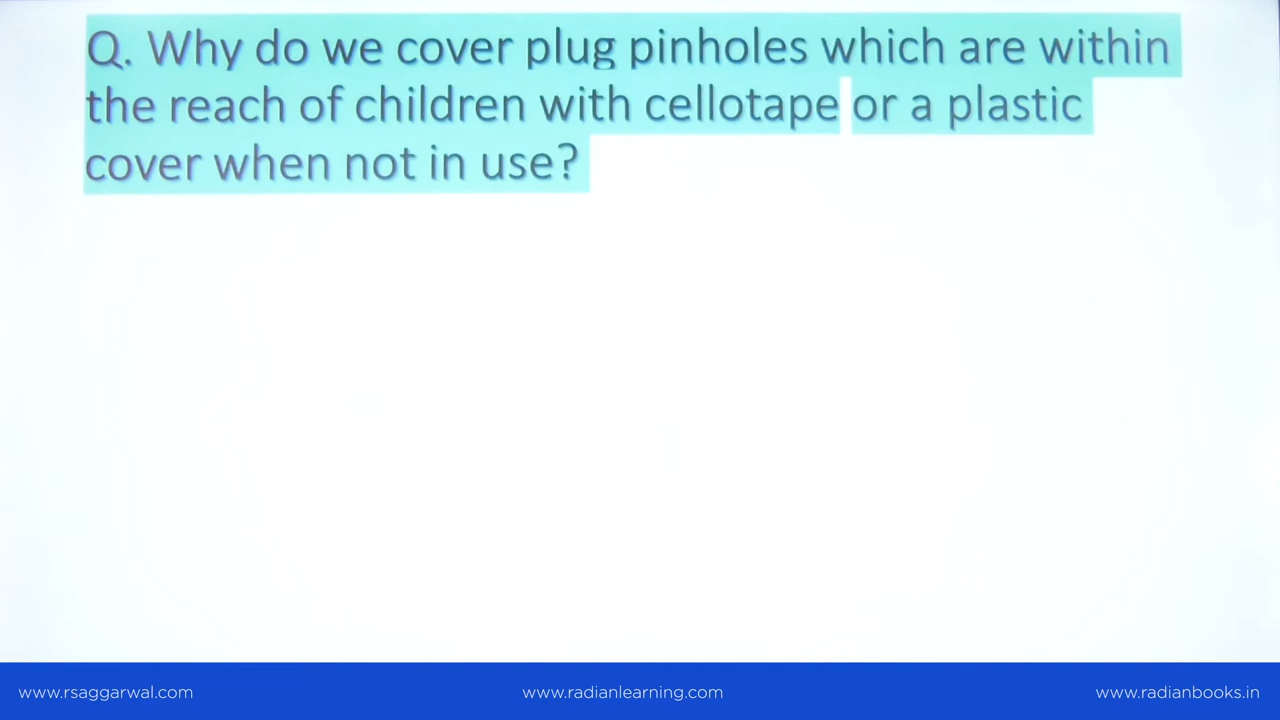 Q. Why do we cover plug pinholes which are within
the reach of children with cellotape or a plastic
cover when not in use?
www.rsaggarwal.com www.radianlearning.com www.radianbooks.in